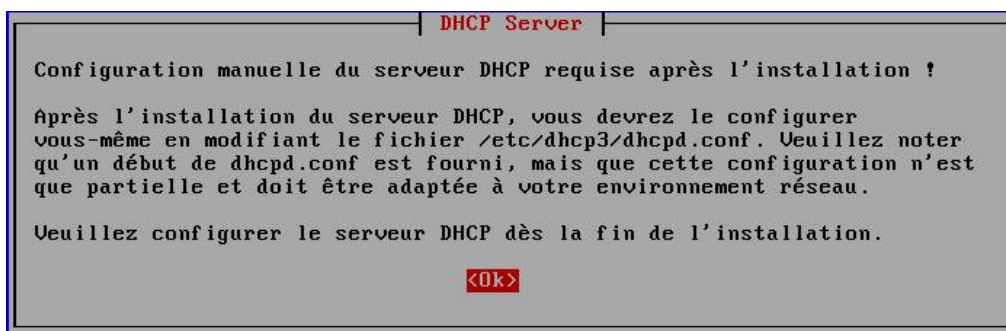 DHCP Server
Configuration manuelle du serveur DHCP requise après l'installation !
Après l'installation du serveur DHCP, vous devrez le configurer
vous-même en modifiant le fichier /etc/dhcp3/dhcpd.conf. Veuillez noter
qu'un début de dhcpd.conf est fourni, mais que cette configuration n'est
que partielle et doit être adaptée à votre environnement réseau.
Veuillez configurer le serveur DHCP dès la fin de l'installation.
<Ok>